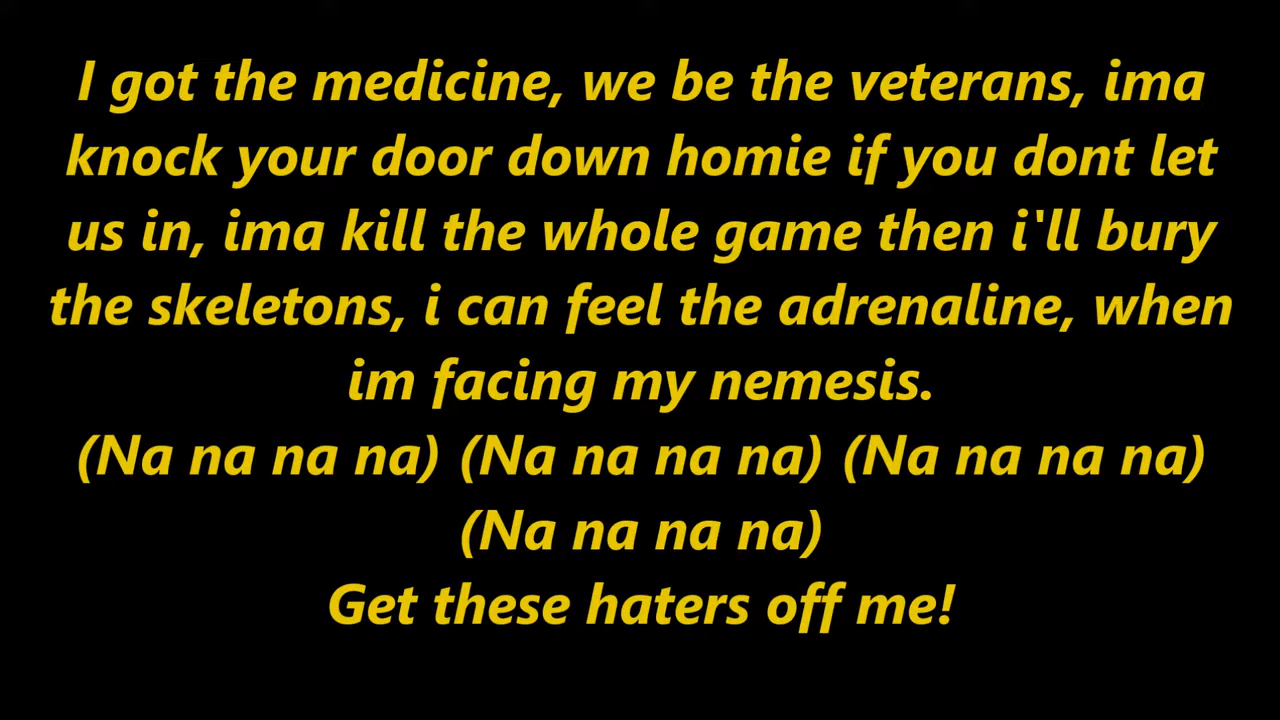 I got the medicine, we be the veterans, ima
knock your door down homie if you dont let
us in, ima kill the whole game then i'll bury
the skeletons, i can feel the adrenaline, when
im facing my nemesis.
(Na na na na) (Na na na na) (Na na na na)
(Na na na na)
Get these haters off me!